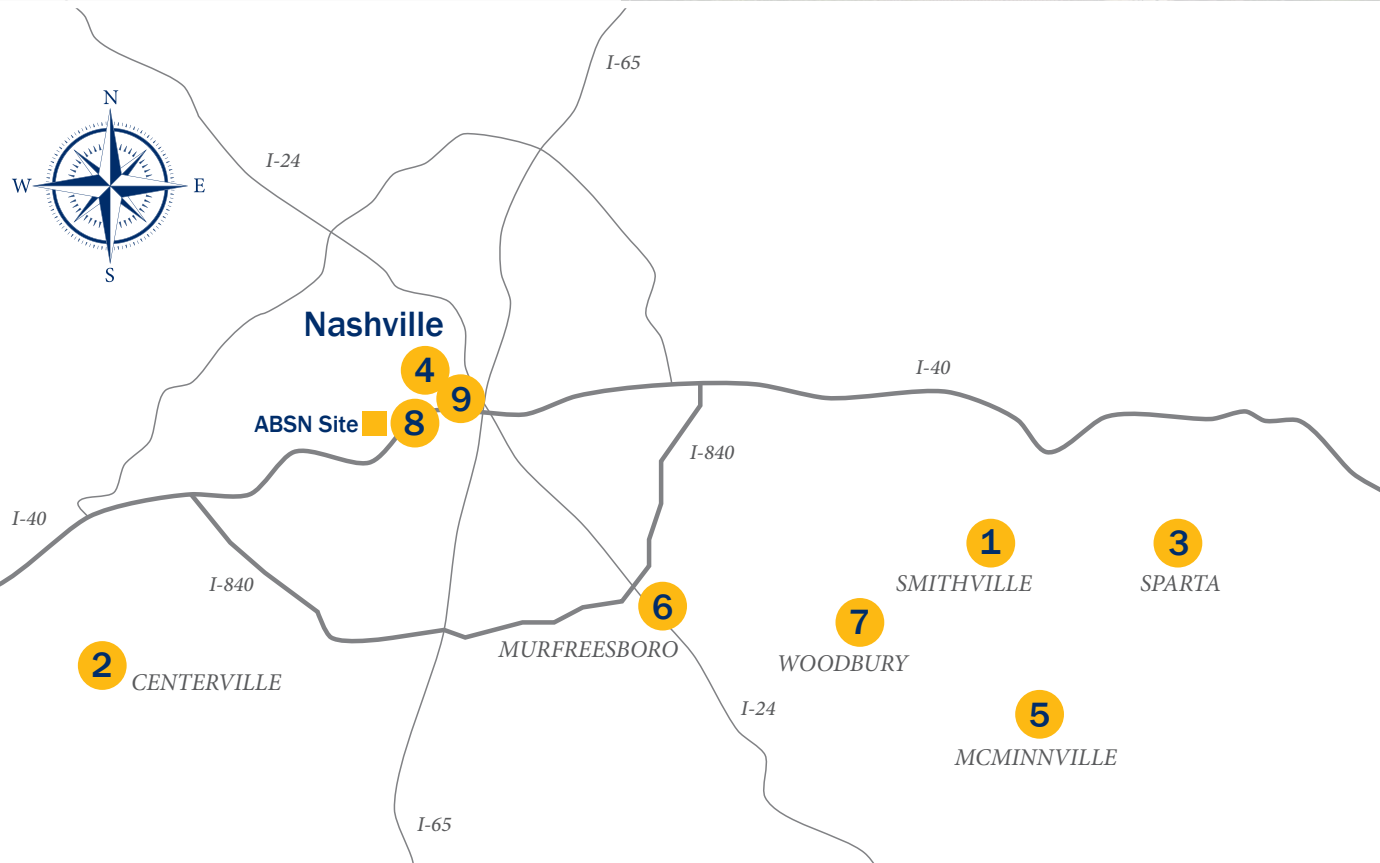 I-65
N
I-24
W
E
S
Nashville
4
I-40
9
ABSN Site
8
I-840
I-40
1
3
I-840
SMITHVILLE
SPARTA
6
7
MURFREESBORO
WOODBURY
2
CENTERVILLE
I-24
5
MCMINNVILLE
I-65